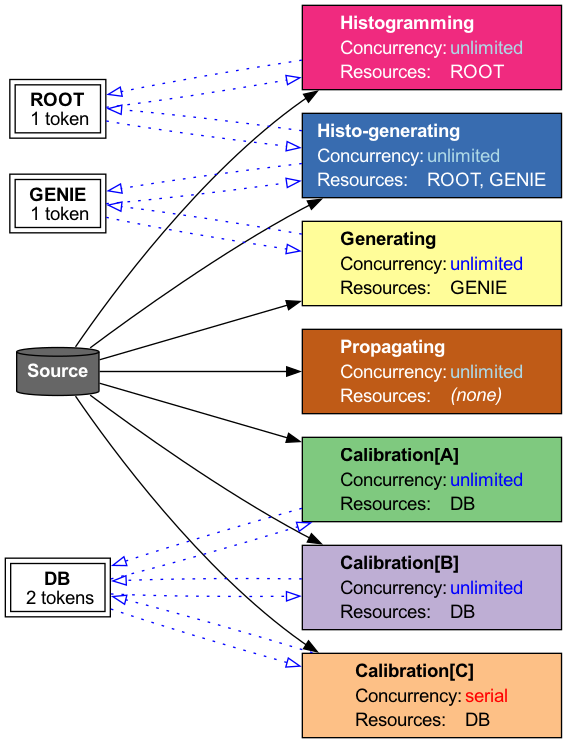 Histogramming
Concurrency: unlimited
Resources: ROOT
ROOT
1 token
Histo-generating
Concurrency: unlimited
Resources: ROOT, GENIE
GENIE
1 token
Generating
Concurrency: unlimited
Resources: GENIE
Source
Propagating
Concurrency: unlimited
Resources: (none)
Calibration[A]
Concurrency: unlimited
Resources: DB
DB
2 tokens
Calibration[B]
Concurrency: unlimited
Resources: DB
Calibration[C]
Concurrency: serial
Resources: DB